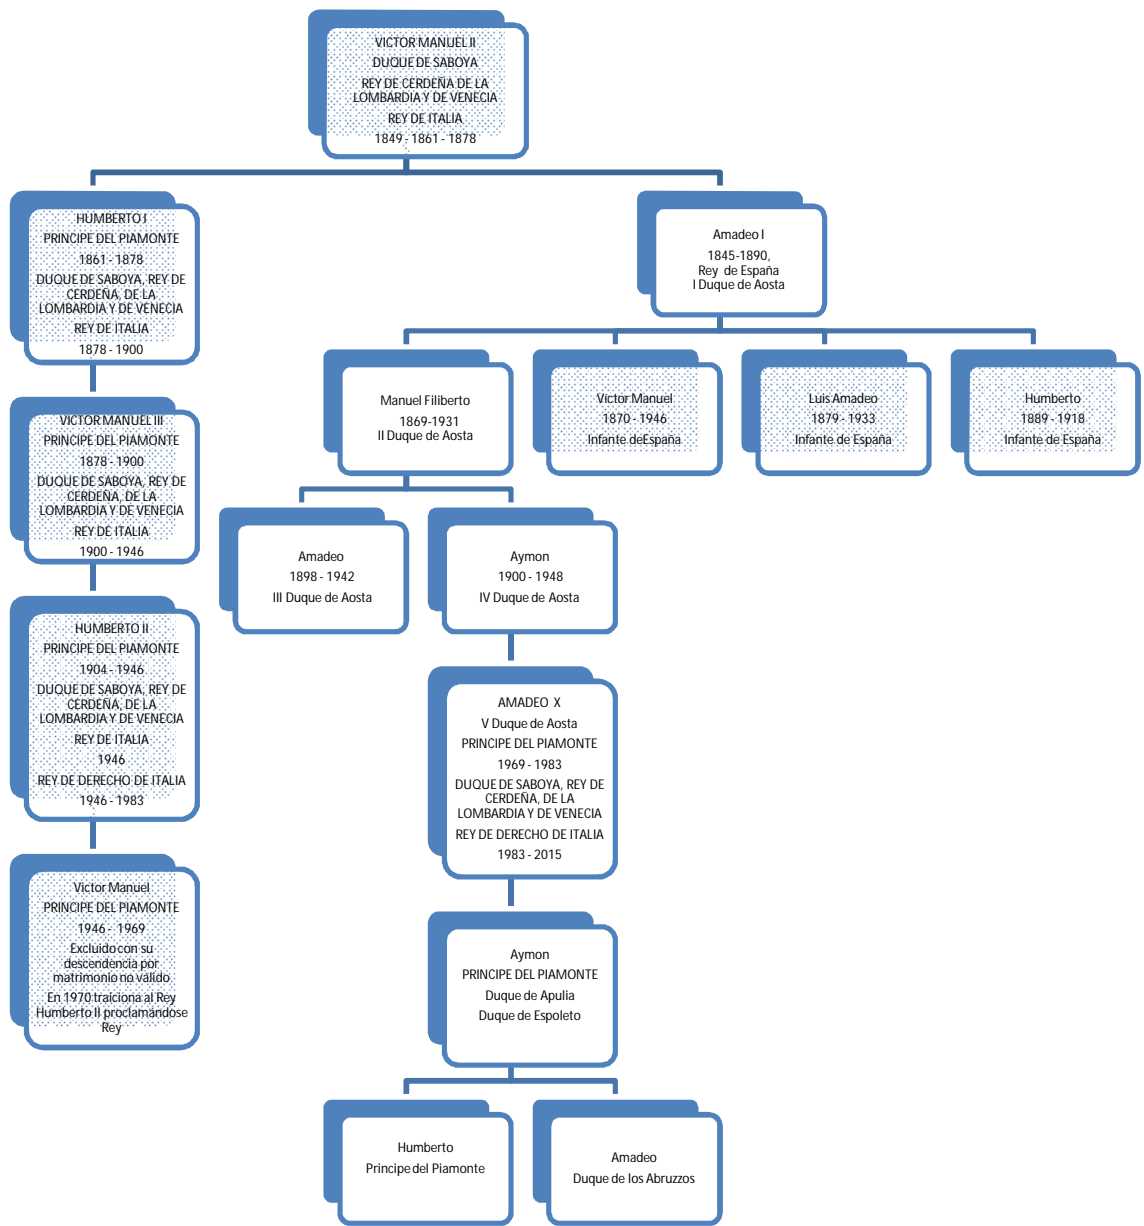 VICTOR MANUEL II
DUQUE DE SABOYA
REY DE CERDEÑA DE LA
LOMBARDIA Y DE VENECIA
REY DE ITALIA
1849 - 1861 - 1878
HUMBERTO I
PRINCIPE DEL PIAMONTE
1861 - 1878
DUQUE DE SABOYA, REY DE
CERDEÑA, DE LA
LOMBARDIA Y DE VENECIA
REY DE ITALIA
1878 - 1900
Amadeo I
1845-1890,
Rey de España
I Duque de Aosta
Manuel Filiberto
1869-1931
II Duque de Aosta
Victor Manuel
1870 - 1946
Infante deEspaña
Luis Amadeo
1879 - 1933
Infante de España
Humberto
1889 - 1918
Infante de España
VICTOR MANUEL III
PRINCIPE DEL PIAMONTE
1878 - 1900
DUQUE DE SABOYA, REY DE
CERDEÑA, DE LA
LOMBARDIA Y DE VENECIA
REY DE ITALIA
1900 - 1946
Amadeo
1898 - 1942
III Duque de Aosta
Aymon
1900 - 1948
IV Duque de Aosta
HUMBERTO II
PRINCIPE DEL PIAMONTE
1904 - 1946
DUQUE DE SABOYA, REY DE
CERDEÑA, DE LA
LOMBARDIA Y DE VENECIA
REY DE ITALIA
1946
REY DE DERECHO DE ITALIA
1946 - 1983
AMADEO X
V Duque de Aosta
PRINCIPE DEL PIAMONTE
1969 - 1983
DUQUE DE SABOYA, REY DE
CERDEÑA, DE LA
LOMBARDIA Y DE VENECIA
REY DE DERECHO DE ITALIA
1983 - 2015
Victor Manuel
PRINCIPE DEL PIAMONTE
1946 - 1969
Excluido con su
descendencia por
matrimonio no válido
En 1970 traiciona al Rey
Humberto II proclamándose
Rey
Aymon
PRINCIPE DEL PIAMONTE
Duque de Apulia
Duque de Espoleto
Humberto
Principe del Piamonte
Amadeo
Duque de los Abruzzos